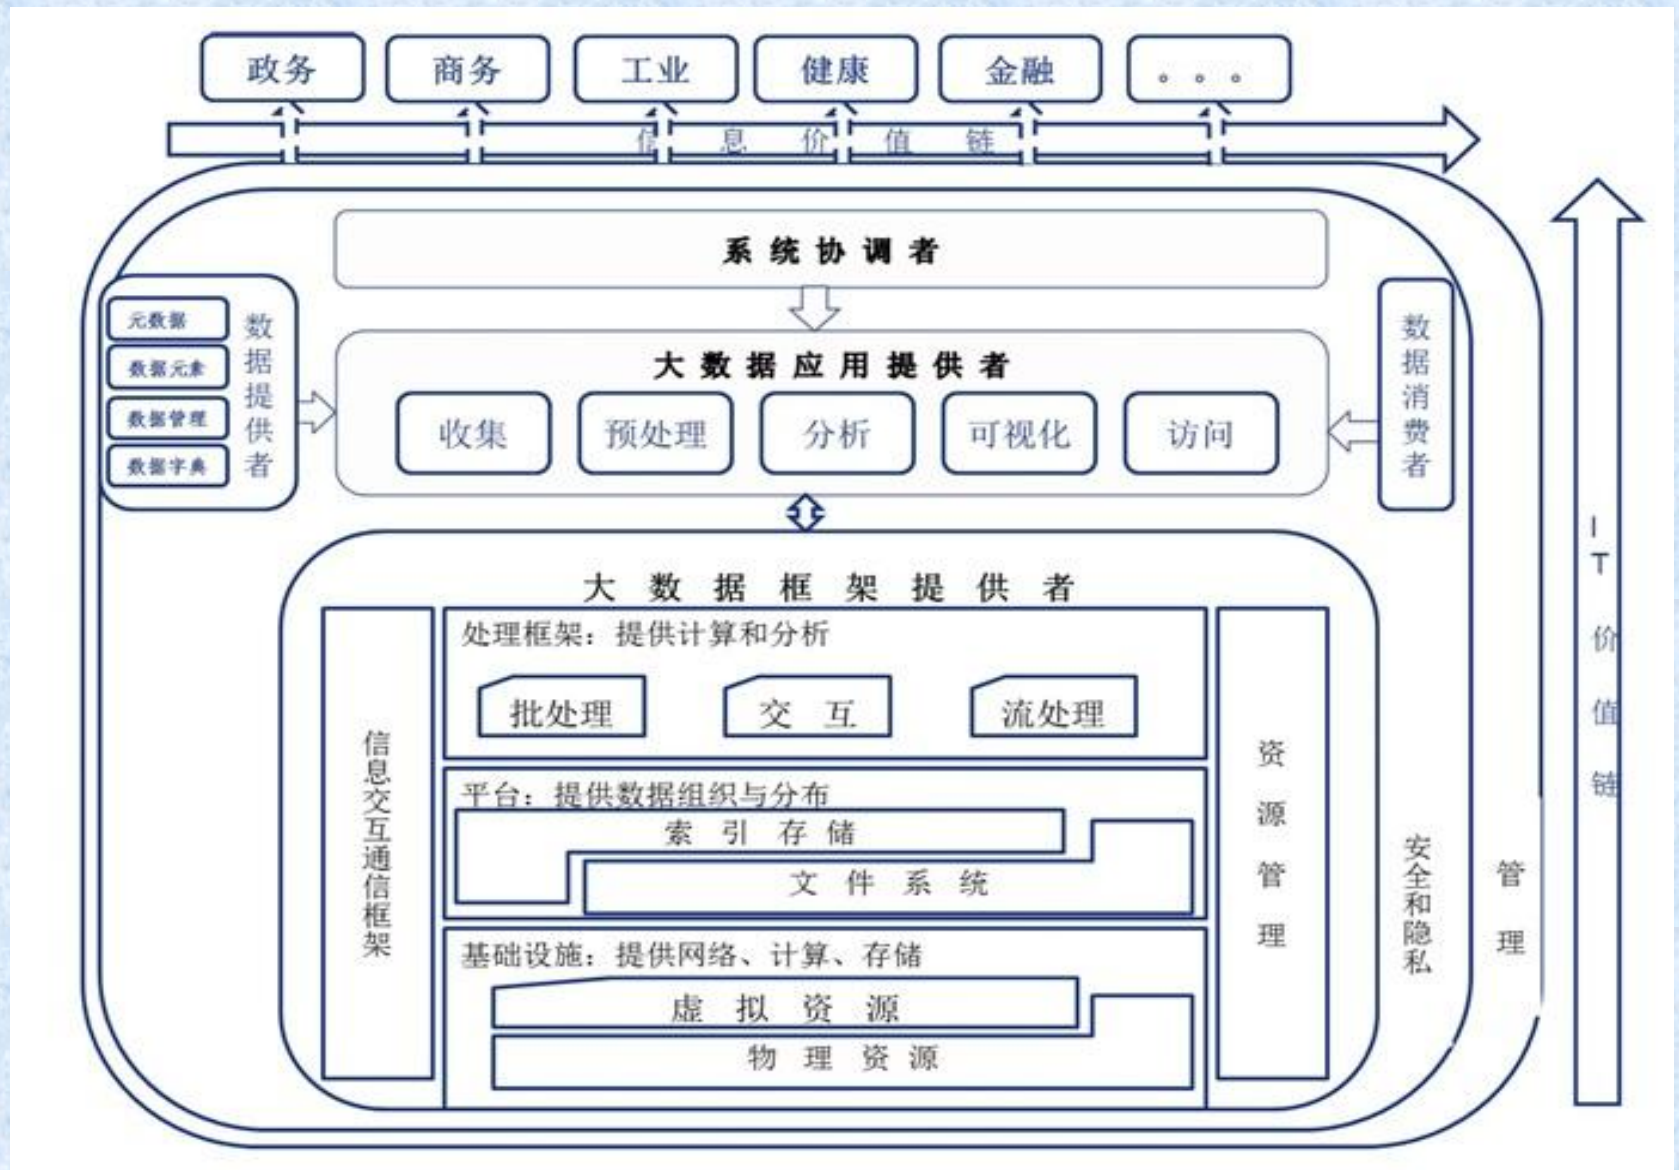 政务
商务
工业
健康
金融
。。。
信息价值链
系统协调者
元数据
数据元素
数据管理
数据字典
数据提供者
大数据应用提供者
收集
预处理
分析
可视化
访问
数据消费者
大数据框架提供者
信息交互通信框架
处理框架：提供计算和分析
批处理
交互
流处理
平台：提供数据组织与分布
索引存储
文件系统
基础设施：提供网络、计算、存储
虚拟资源
物理资源
资源管理
安全和隐私
管理
IT价值链